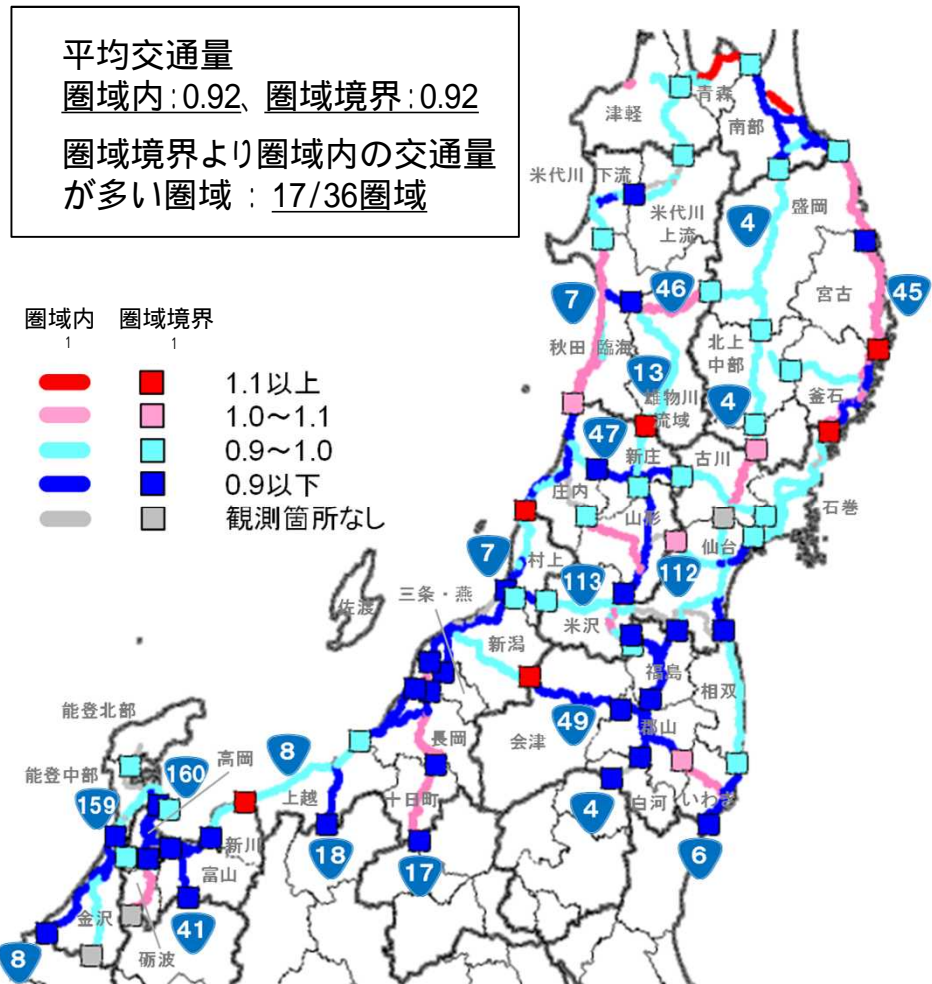 平均交通量
圏域内：0.92、圏域境界：0.92
圏域境界より圏域内の交通量
が多い圏域 ： 17/36圏域
圏域内 圏域境界
1 1
1.1以上
1.0～1.1
0.9～1.0
0.9以下
観測箇所なし
青森
津軽
南部
米代川 下流
米代川
上流
4
盛岡
46
7
45
宮古
秋田 臨海
北上
中部
13
雄物川
流域
4
釜石
47
新庄
古川
庄内
山形
石巻
仙台
7
村上
113
112
三条・燕
佐渡
米沢
新潟
福島
相双
能登北部
49
会津
郡山
長岡
高岡
8
能登中部
160
159
上越
十日町
4
白河
いわき
新川
18
17
6
富山
金沢
41
砺波
8